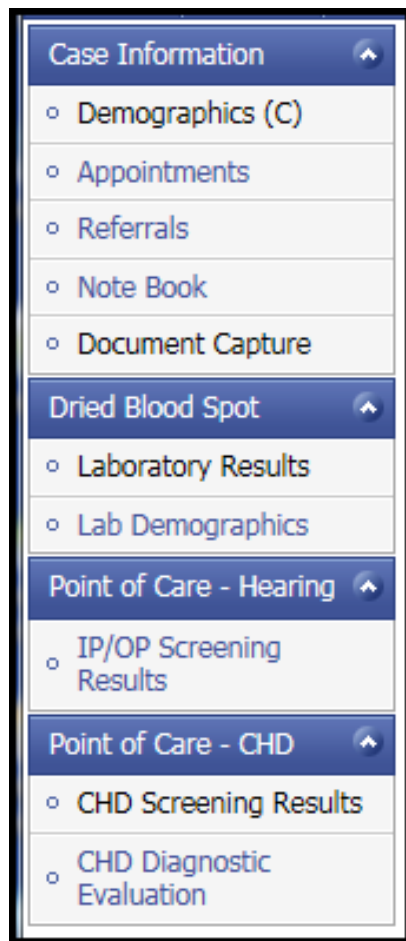 Case Information
Demographics (C)
Appointments
Referrals
Note Book
Document Capture
Dried Blood Spot
Laboratory Results
Lab Demographics
Point of Care - Hearing
IP/OP Screening
Results
Point of Care - CHD
CHD Screening Results
CHD Diagnostic
Evaluation